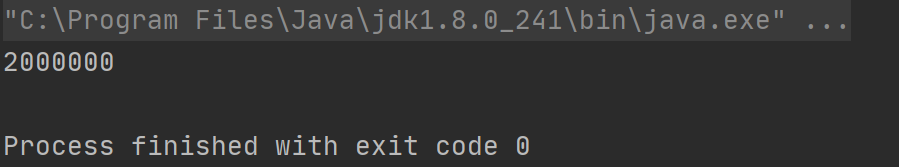 "C:\Program Files\Java\jdk1.8.0_241\bin\java.exe" ...
2000000
Process finished with exit code 0